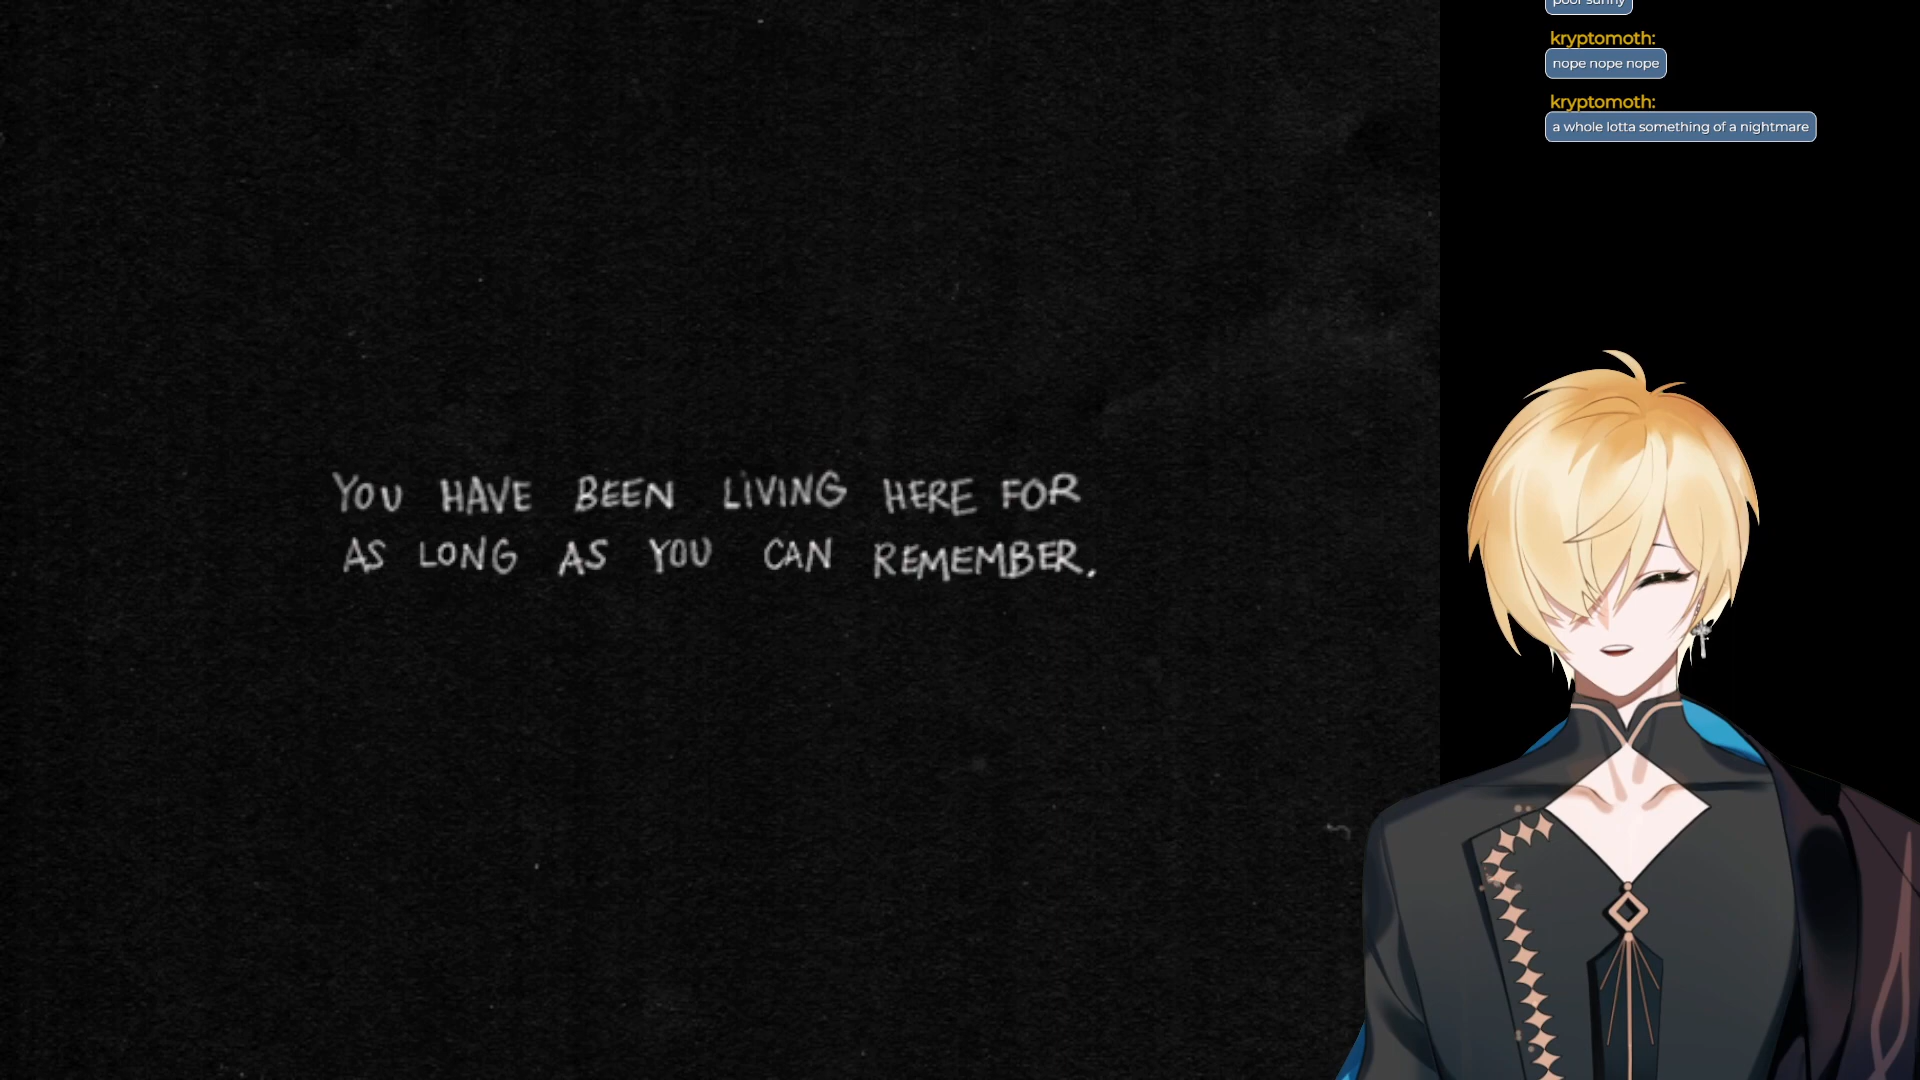 poor sunny
kryptomoth:
nope nope nope
kryptomoth:
a whole lotta something of a nightmare
YOU HAVE BEEN LIVING HERE FOR
AS LONG AS YOU CAN REMEMBER.